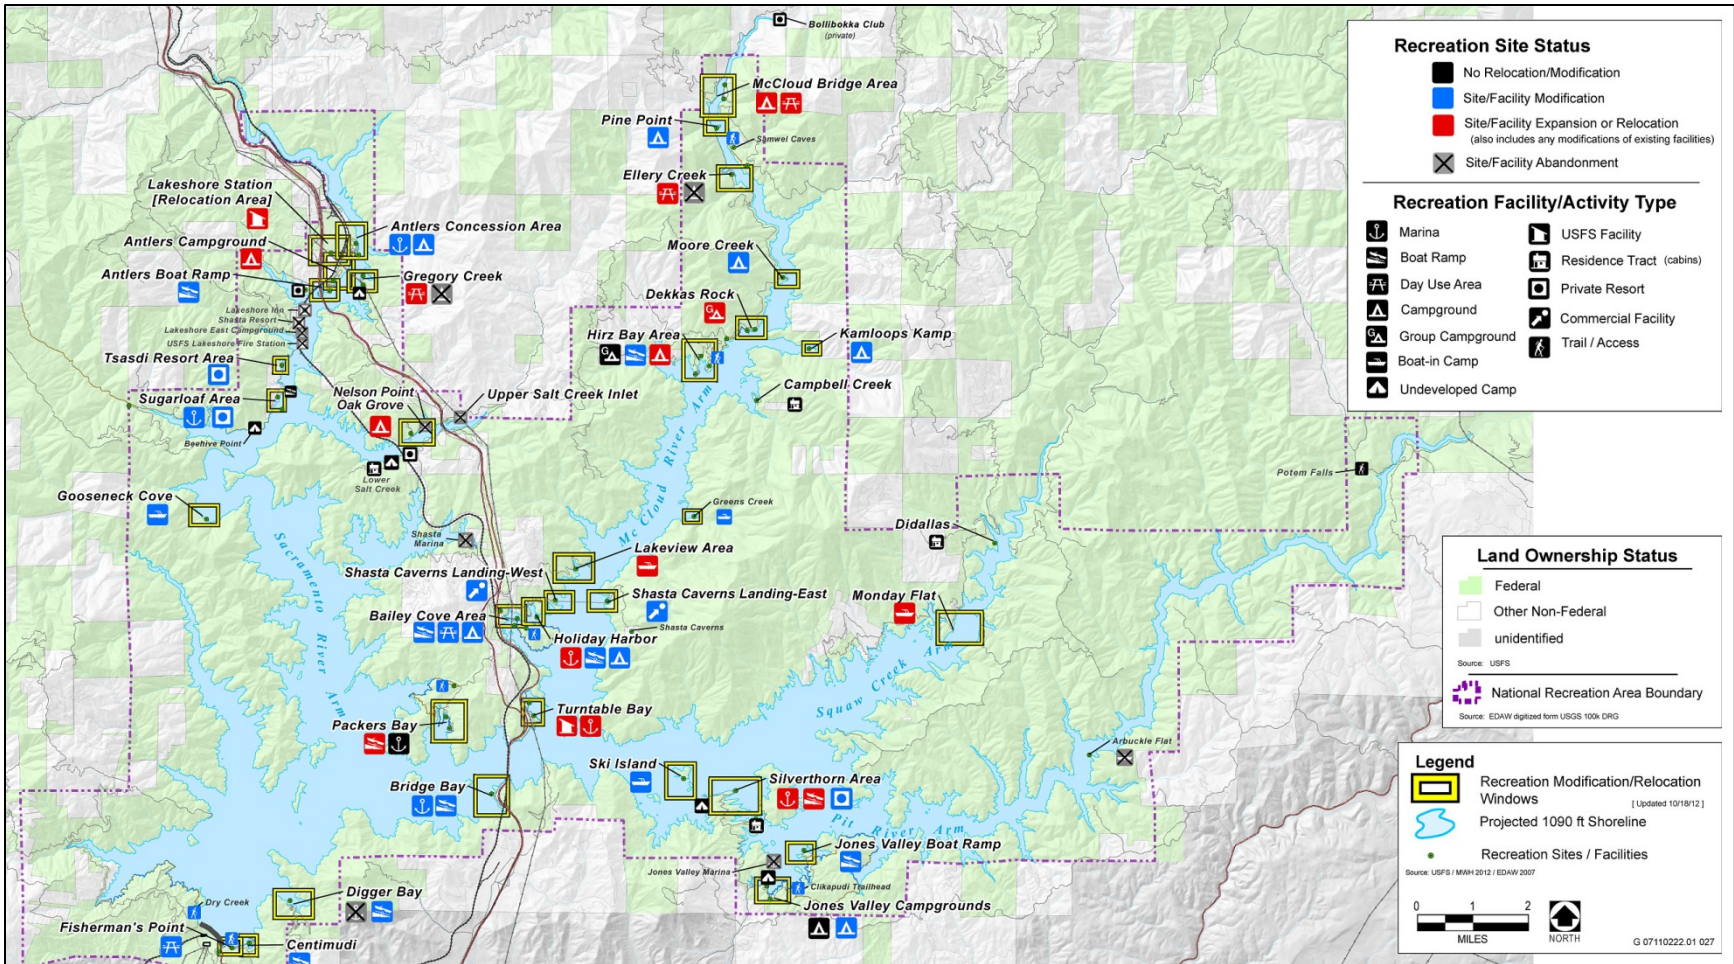 Bollibokka Club
(private)
McCloud Bridge Area
Pine Point
Samwel Caves
Ellery Creek
Lakeshore Station
[Relocation Area]
Antlers Concession Area
Antlers Campground
Moore Creek
Antlers Boat Ramp
Gregory Creek
Dekkas Rock
G
Lakeshore Inn
Shasta Resort
Lakeshore East Campground
USFS Lakeshore Fire Station
Hirz Bay Area
G
Kamloops Kamp
Tsasdi Resort Area
Nelson Point
Oak Grove
Upper Salt Creek Inlet
Campbell Creek
Sugarloaf Area
Beehive Point
Lower
Salt Creek
Potem Falls
Gooseneck Cove
Greens Creek
Mc Cloud River Arm
Didallas
Shasta
Marina
Sacramento River Arm
Lakeview Area
Shasta Caverns Landing-West
Shasta Caverns Landing-East
Monday Flat
Bailey Cove Area
Holiday Harbor
Shasta Caverns
Squaw Creek Arm
Packers Bay
Turntable Bay
Arbuckle Flat
Ski Island
Silverthorn Area
Bridge Bay
Pit River Arm
Jones Valley Boat Ramp
Jones Valley Marina
Clikapudi Trailhead
Jones Valley Campgrounds
Digger Bay
Dry Creek
Fisherman's Point
Centimudi
Recreation Site Status
No Relocation/Modification
Site/Facility Modification
Site/Facility Expansion or Relocation
(also includes any modifications of existing facilities)
Site/Facility Abandonment
Recreation Facility/Activity Type
Marina
Boat Ramp
Day Use Area
Campground
G Group Campground
Boat-in Camp
Undeveloped Camp
USFS Facility
Residence Tract (cabins)
Private Resort
Commercial Facility
Trail / Access
Land Ownership Status
Federal
Other Non-Federal
unidentified
Source: USFS
National Recreation Area Boundary
Source: EDAW digitized form USGS 100k DRG
Legend
Recreation Modification/Relocation
Windows
[ Updated 10/18/12 ]
Projected 1090 ft Shoreline
Recreation Sites / Facilities
Source: USFS / MWH 2012 / EDAW 2007
0 1 2
MILES
NORTH
G 07110222.01 027